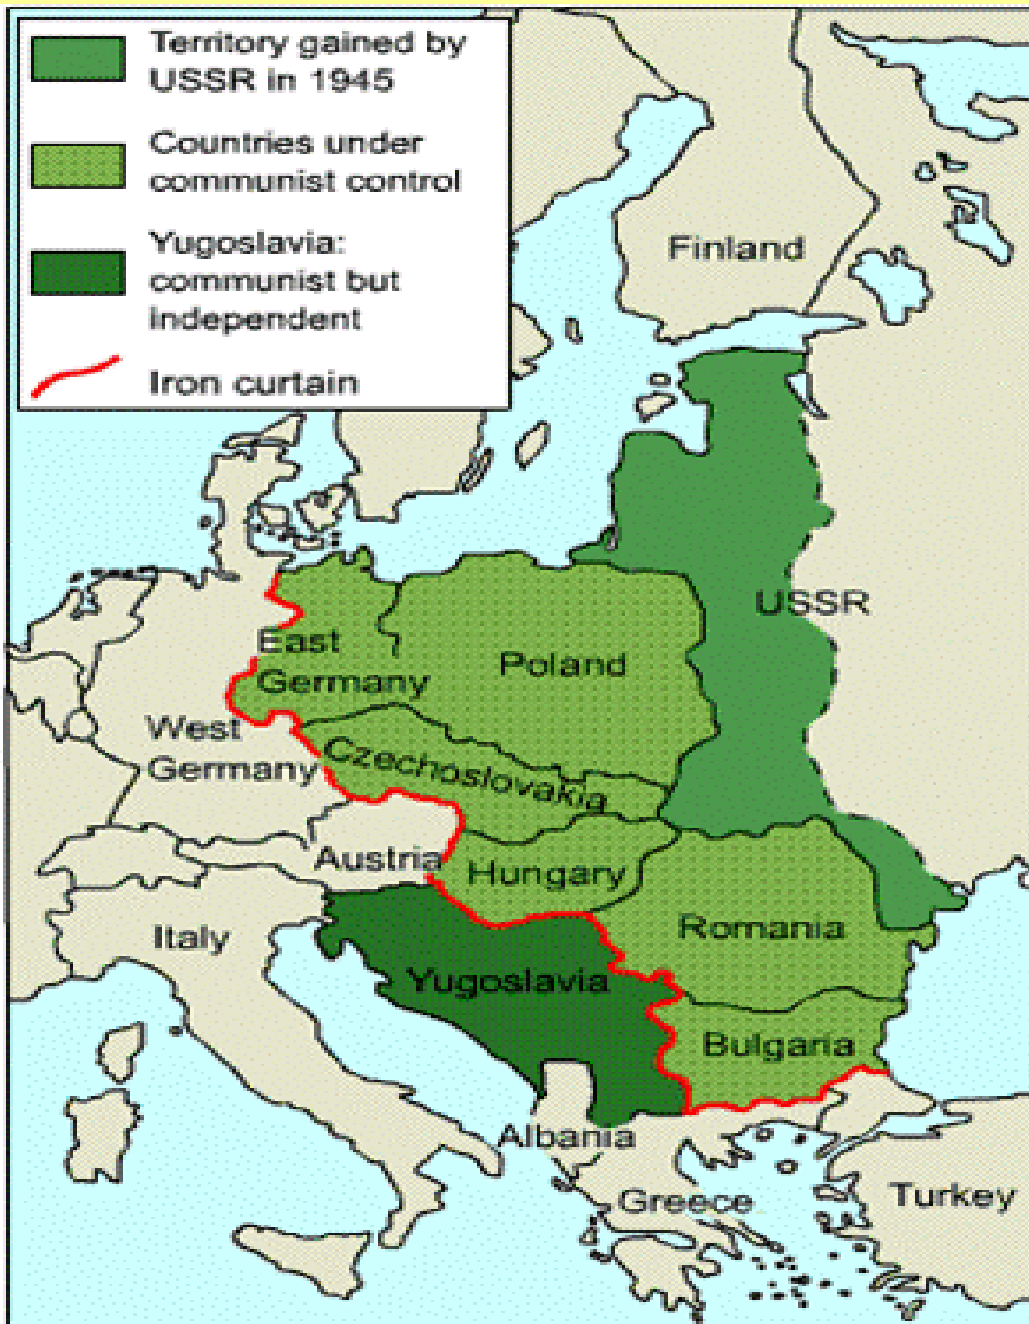 Territory gained by
USSR in 1945
Countries under
communist control
Yugoslavia:
communist but
independent
Iron curtain
Finland
USSR
East
Germany
Poland
West
Germany
Czechoslovakia
Austria
Hungary
Italy
Romania
Yugoslavia
Bulgaria
Albania
Greece
Turkey